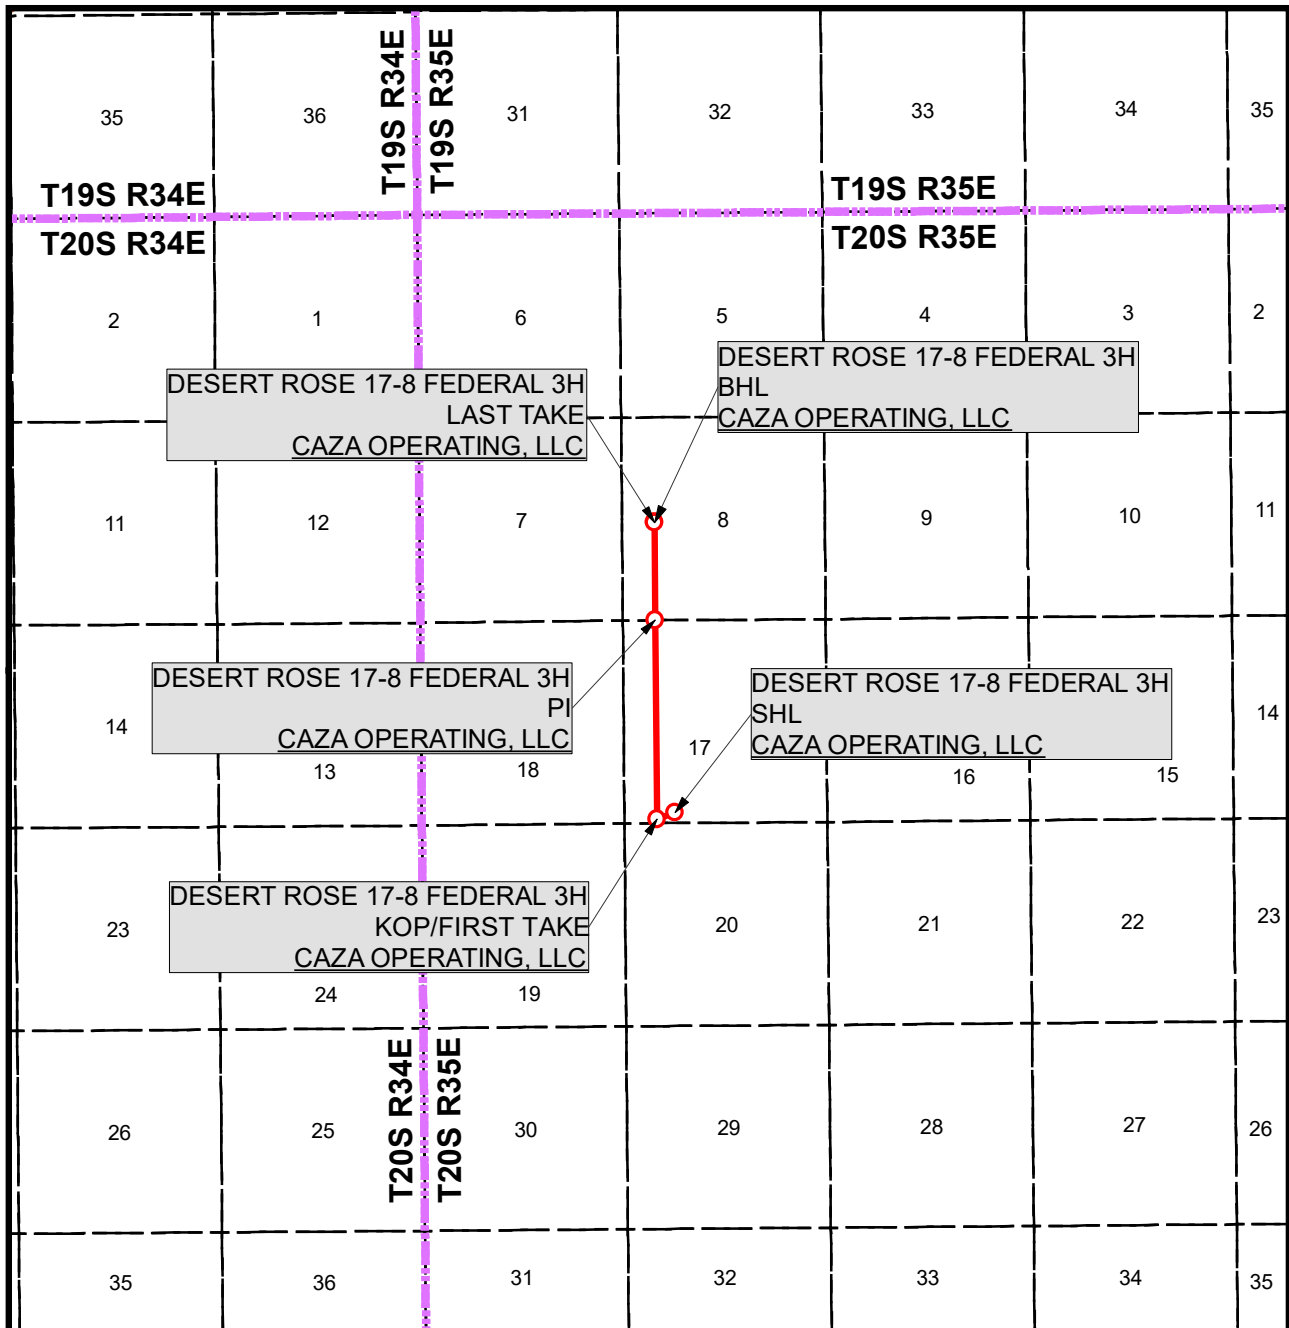 T19S R34E
T19S R35E
35
36
31
32
33
34
35
T19S R34E
T19S R35E
T20S R34E
T20S R35E
2
1
6
5
4
3
2
DESERT ROSE 17-8 FEDERAL 3H
LAST TAKE
CAZA OPERATING, LLC
DESERT ROSE 17-8 FEDERAL 3H
BHL
CAZA OPERATING, LLC
11
12
7
8
9
10
11
DESERT ROSE 17-8 FEDERAL 3H
PI
CAZA OPERATING, LLC
DESERT ROSE 17-8 FEDERAL 3H
SHL
CAZA OPERATING, LLC
14
13
18
17
16
15
14
DESERT ROSE 17-8 FEDERAL 3H
KOP/FIRST TAKE
CAZA OPERATING, LLC
23
24
19
20
21
22
23
T20S R34E
T20S R35E
26
25
30
29
28
27
26
35
36
31
32
33
34
35